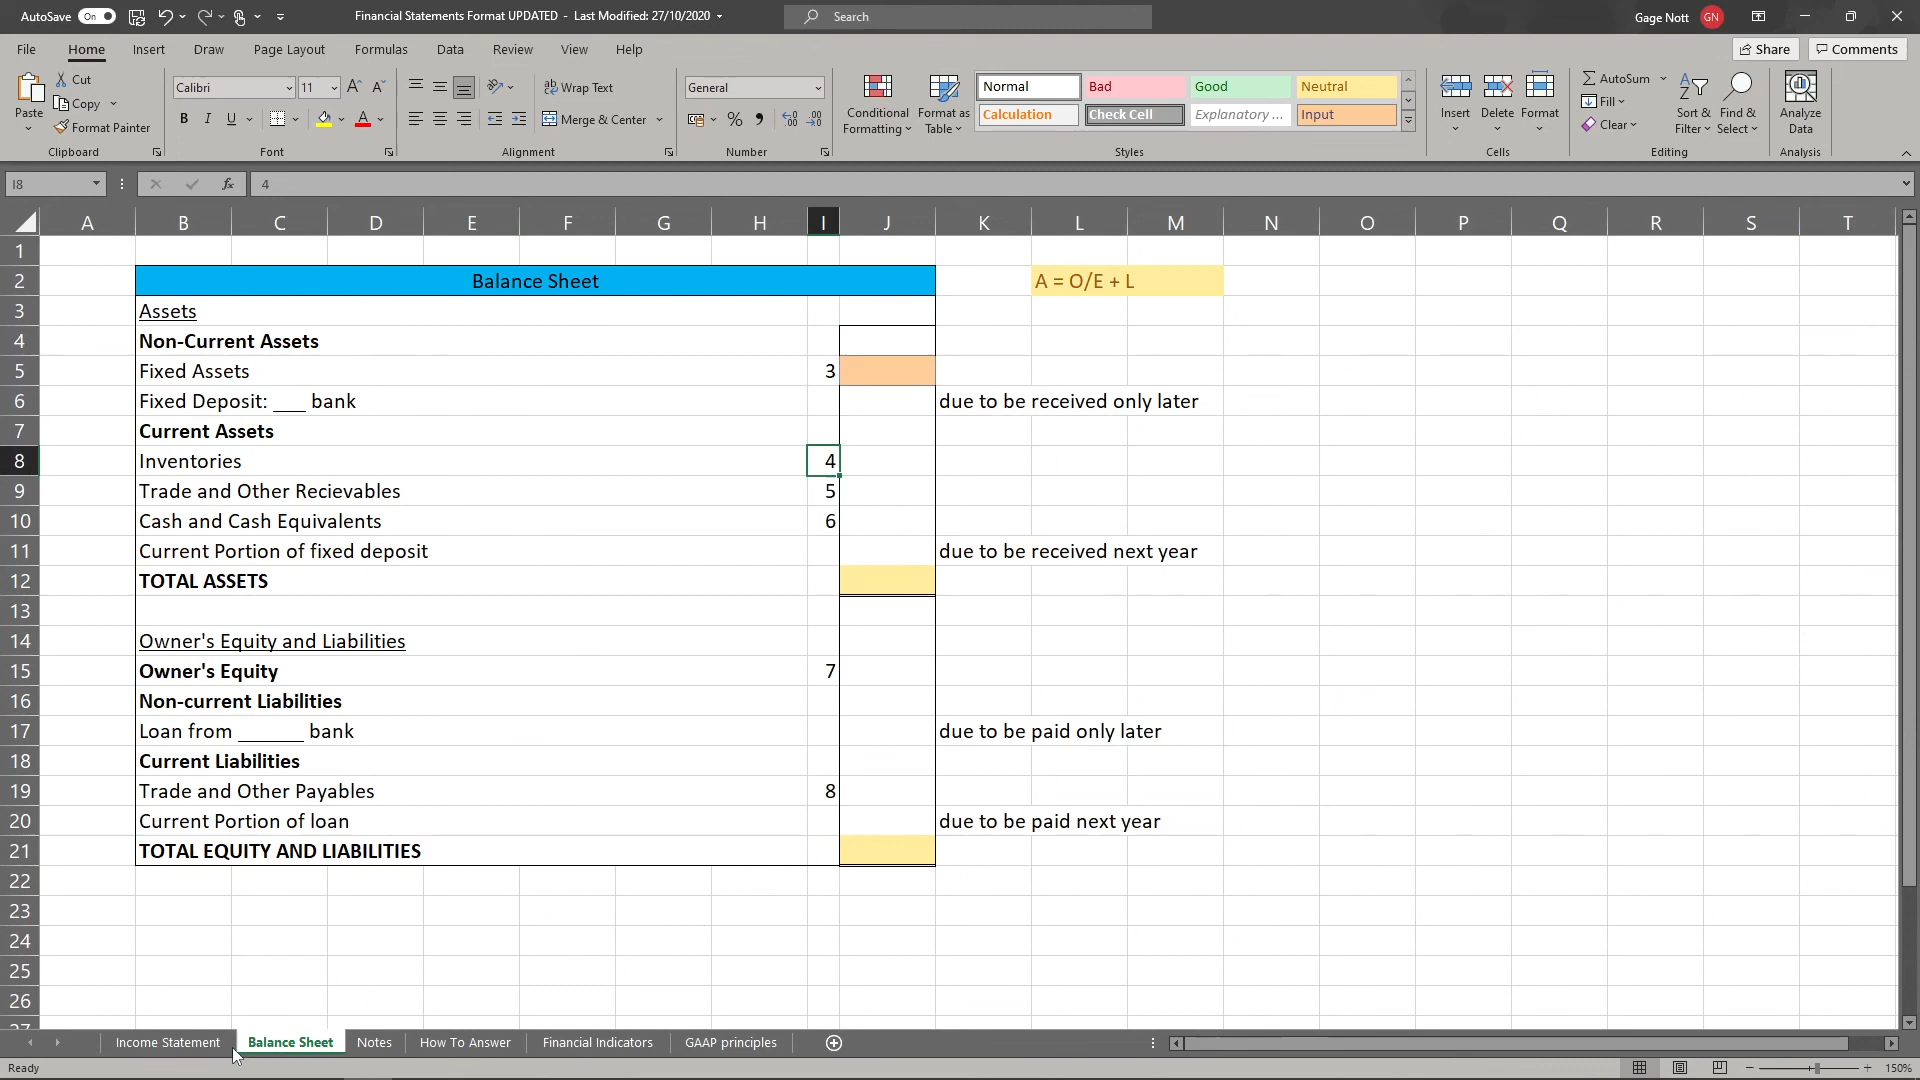 AutoSave On Financial Statements Format UPDATED - Last Modified: 27/10/2020 Search Gage Nott GN
File Home Insert Draw Page Layout Formulas Data Review View Help Share Comments
Paste Cut Copy Format Painter Clipboard
Calibri 11 B I U A A A Font
ab Wrap Text Merge & Center Alignment
General % Number
Conditional Formatting Format as Table
Normal Bad Good Neutral
Calculation Check Cell Explanatory ... Input
Styles
Insert Delete Format Cells
AutoSum Fill Clear Sort & Filter Find & Select Editing
Analyze Data Analysis
I8 fx 4
A B C D E F G H I J K L M N O P Q R S T
1
2 Balance Sheet A = O/E + L
3 Assets
4 Non-Current Assets
5 Fixed Assets 3
6 Fixed Deposit: ___ bank due to be received only later
7 Current Assets
8 Inventories 4
9 Trade and Other Recievables 5
10 Cash and Cash Equivalents 6
11 Current Portion of fixed deposit due to be received next year
12 TOTAL ASSETS
13
14 Owner's Equity and Liabilities
15 Owner's Equity 7
16 Non-current Liabilities
17 Loan from ______ bank due to be paid only later
18 Current Liabilities
19 Trade and Other Payables 8
20 Current Portion of loan due to be paid next year
21 TOTAL EQUITY AND LIABILITIES
22
23
24
25
26
27
Income Statement Balance Sheet Notes How To Answer Financial Indicators GAAP principles
Ready 150%